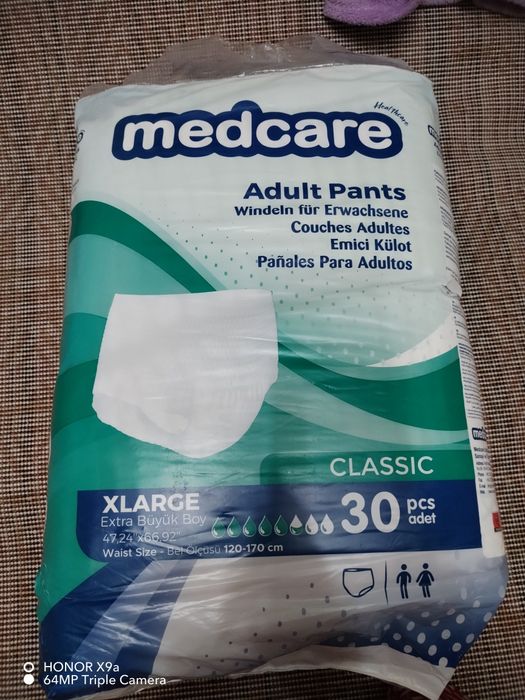 medcare
Healthcare
Adult Pants
Windeln für Erwachsene
Couches Adultes
Emici Külot
Pañales Para Adultos
CLASSIC
XLARGE
Extra Büyük Boy
47,24"x66,92"
Waist Size - Bel Ölçüsü 120-170 cm
30 pcs
adet
medcare
HONOR X9a
64MP Triple Camera